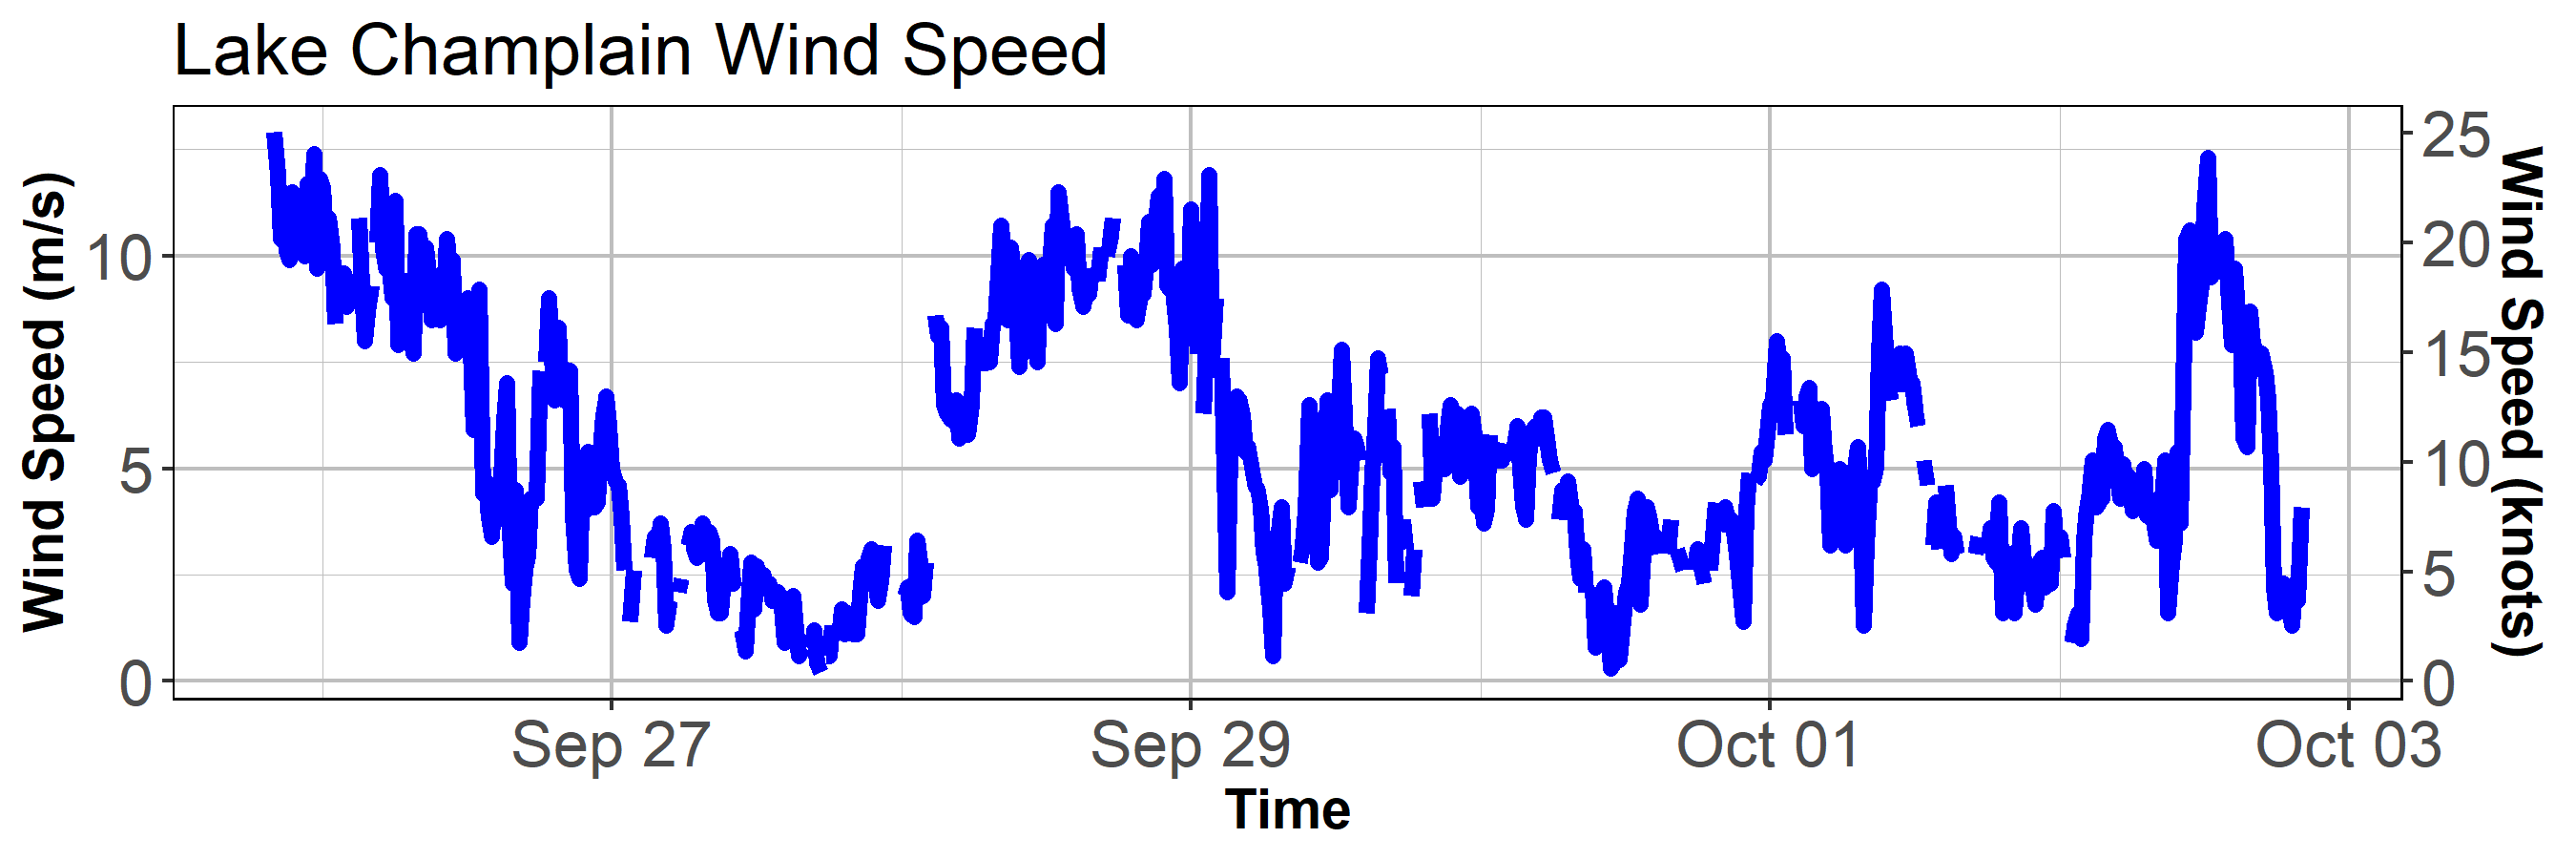 Lake Champlain Wind Speed
Wind Speed (m/s)
10
5
0
25
20
15
10
5
0
Wind Speed (knots)
Sep 27
Sep 29
Oct 01
Oct 03
Time